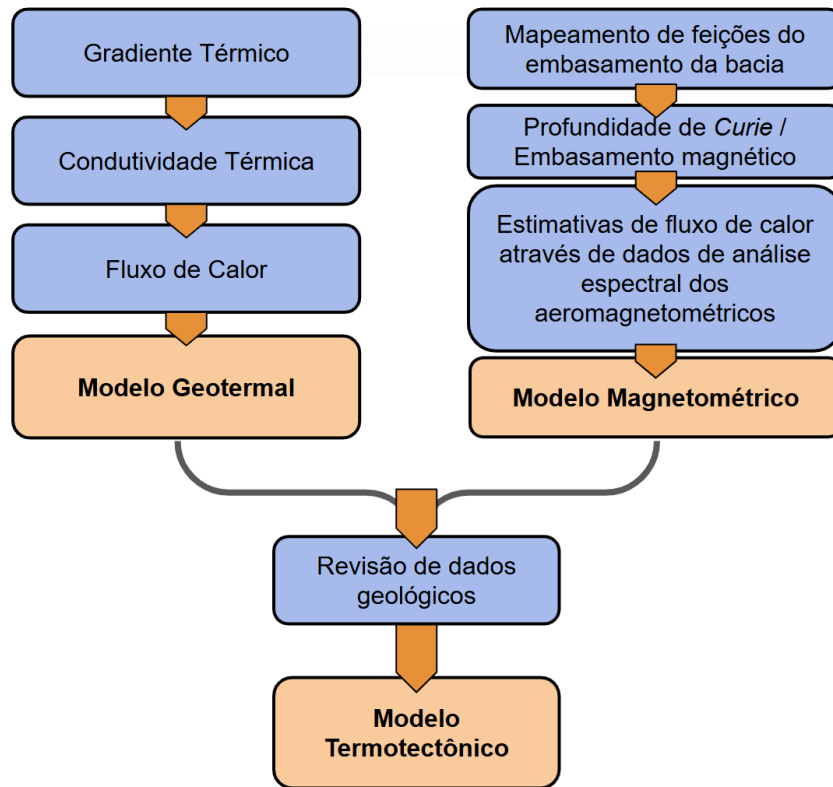 Gradiente Térmico
Condutividade Térmica
Fluxo de Calor
Modelo Geotermal
Mapeamento de feições do
embasamento da bacia
Profundidade de Curie /
Embasamento magnético
Estimativas de fluxo de calor
através de dados de análise
espectral dos
aeromagnetométricos
Modelo Magnetométrico
Revisão de dados
geológicos
Modelo
Termotectônico